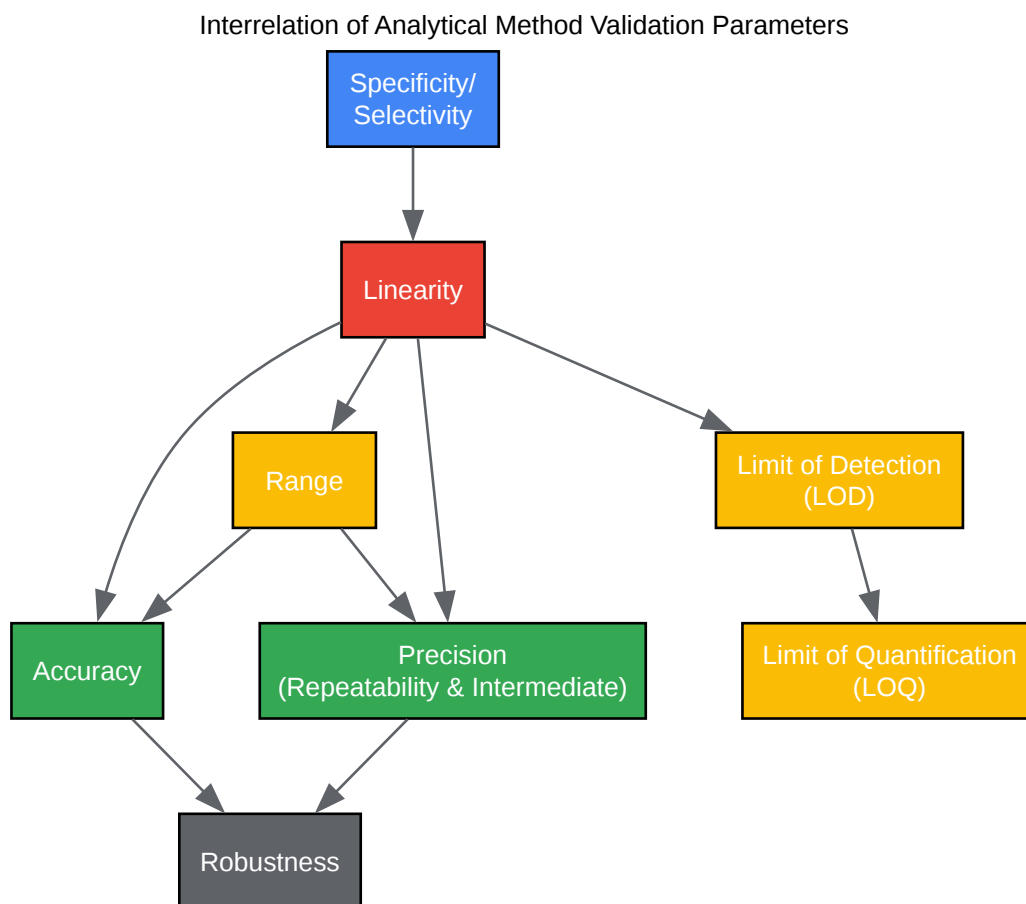 Interrelation of Analytical Method Validation Parameters
Specificity/
Selectivity
Linearity
Range
Limit of Detection
(LOD)
Accuracy
Precision
(Repeatability & Intermediate)
Limit of Quantification
(LOQ)
Robustness